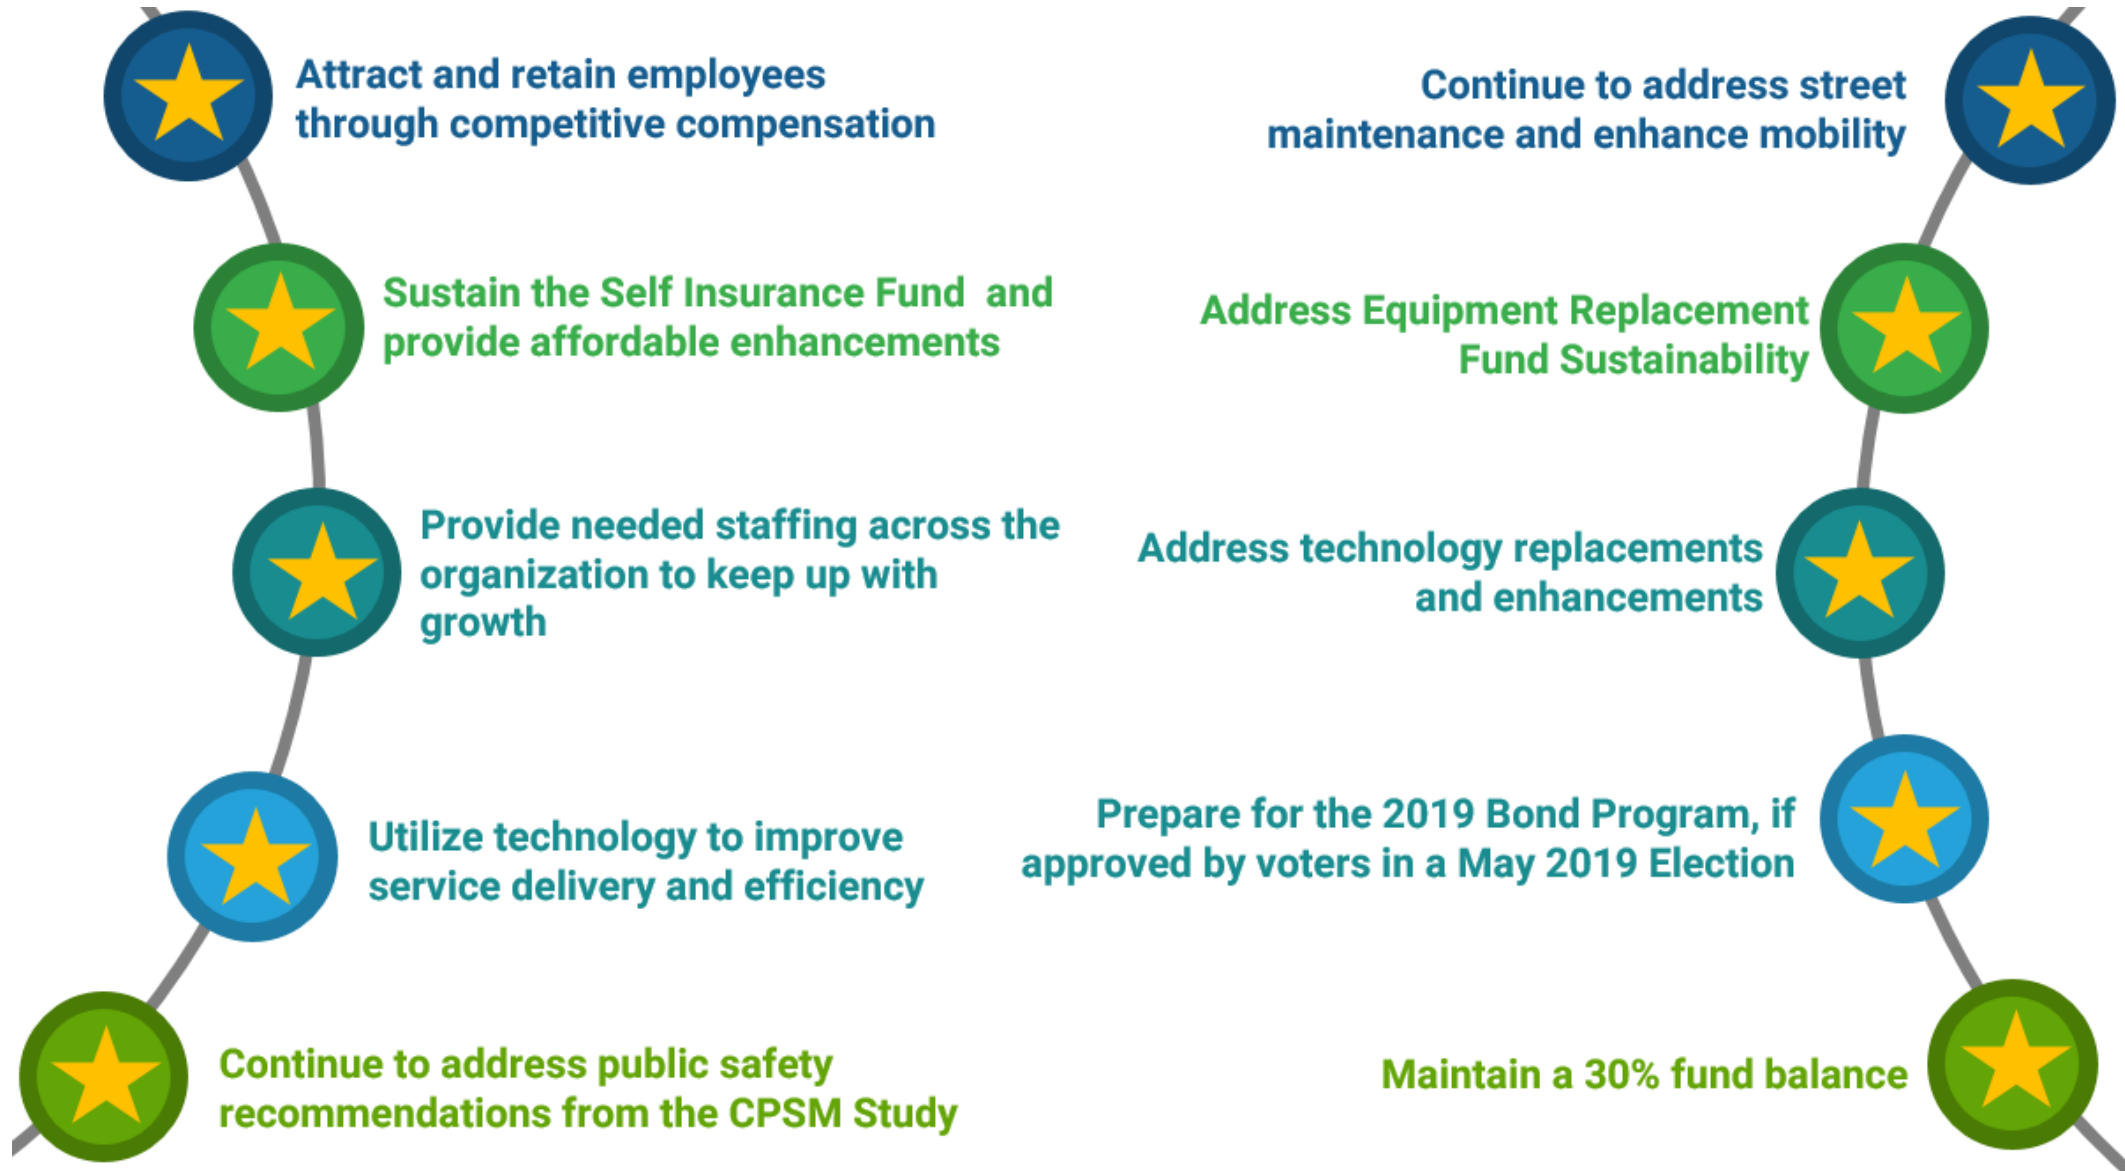 Attract and retain employees
through competitive compensation
Sustain the Self Insurance Fund  and
provide affordable enhancements
Provide needed staffing across the
organization to keep up with
growth
Utilize technology to improve
service delivery and efficiency
Continue to address public safety
recommendations from the CPSM Study
Continue to address street
maintenance and enhance mobility
Address Equipment Replacement
Fund Sustainability
Address technology replacements
and enhancements
Prepare for the 2019 Bond Program, if
approved by voters in a May 2019 Election
Maintain a 30% fund balance